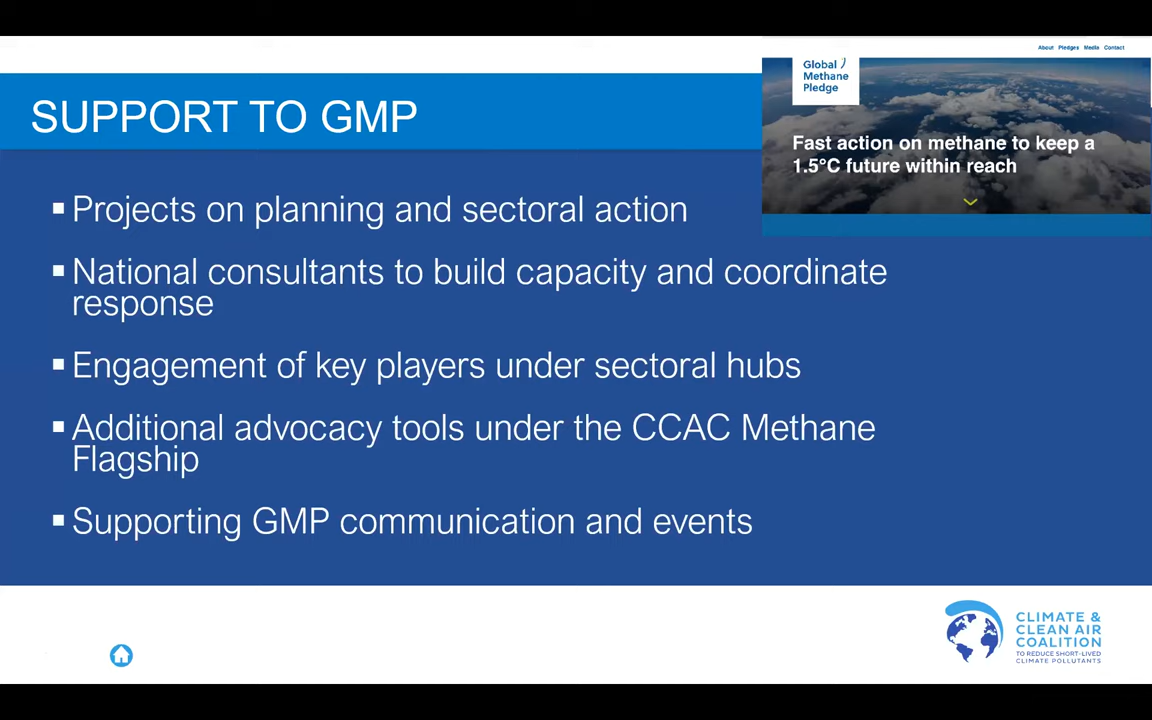 About Pledges Media Contact
Global
Methane
Pledge
Fast action on methane to keep a
1.5°C future within reach
SUPPORT TO GMP
▪ Projects on planning and sectoral action
▪ National consultants to build capacity and coordinate
response
▪ Engagement of key players under sectoral hubs
▪ Additional advocacy tools under the CCAC Methane
Flagship
▪ Supporting GMP communication and events
CLIMATE &
CLEAN AIR
COALITION
TO REDUCE SHORT-LIVED
CLIMATE POLLUTANTS